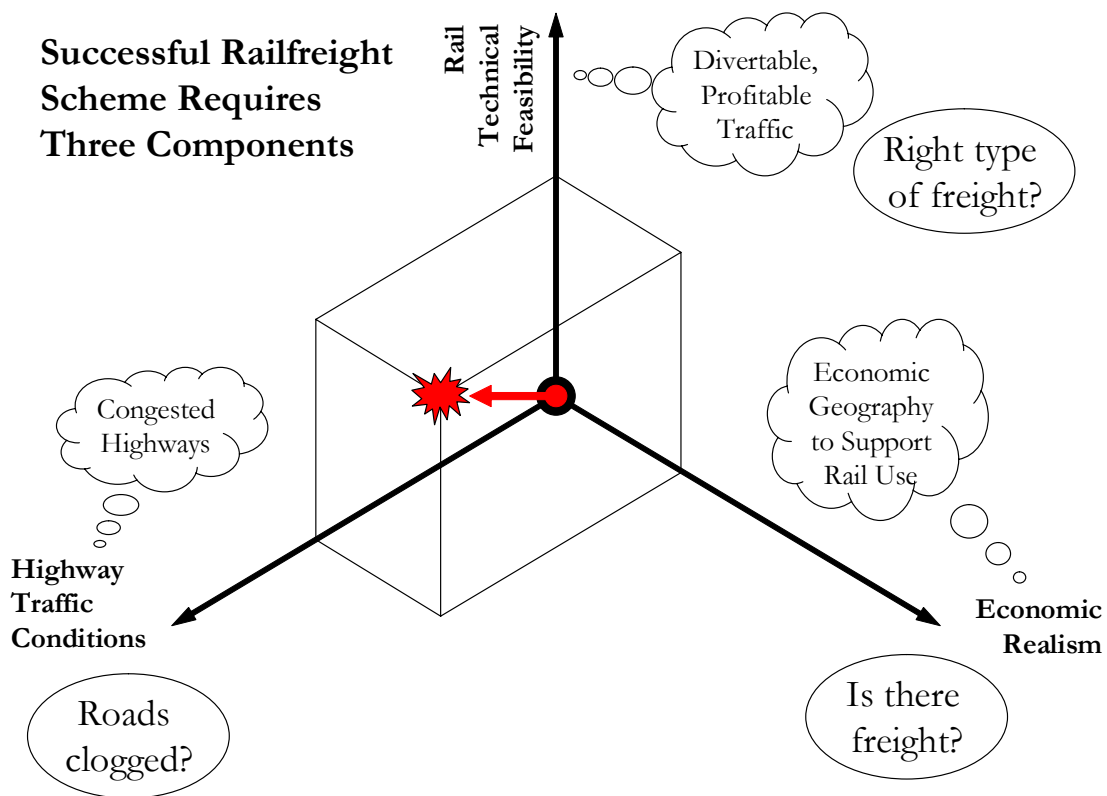 Successful Railfreight
Scheme Requires
Three Components
Rail
Technical
Feasibility
Divertable,
Profitable
Traffic
Right type
of freight?
Congested
Highways
Economic
Geography
to Support
Rail Use
Highway
Traffic
Conditions
Economic
Realism
Roads
clogged?
Is there
freight?